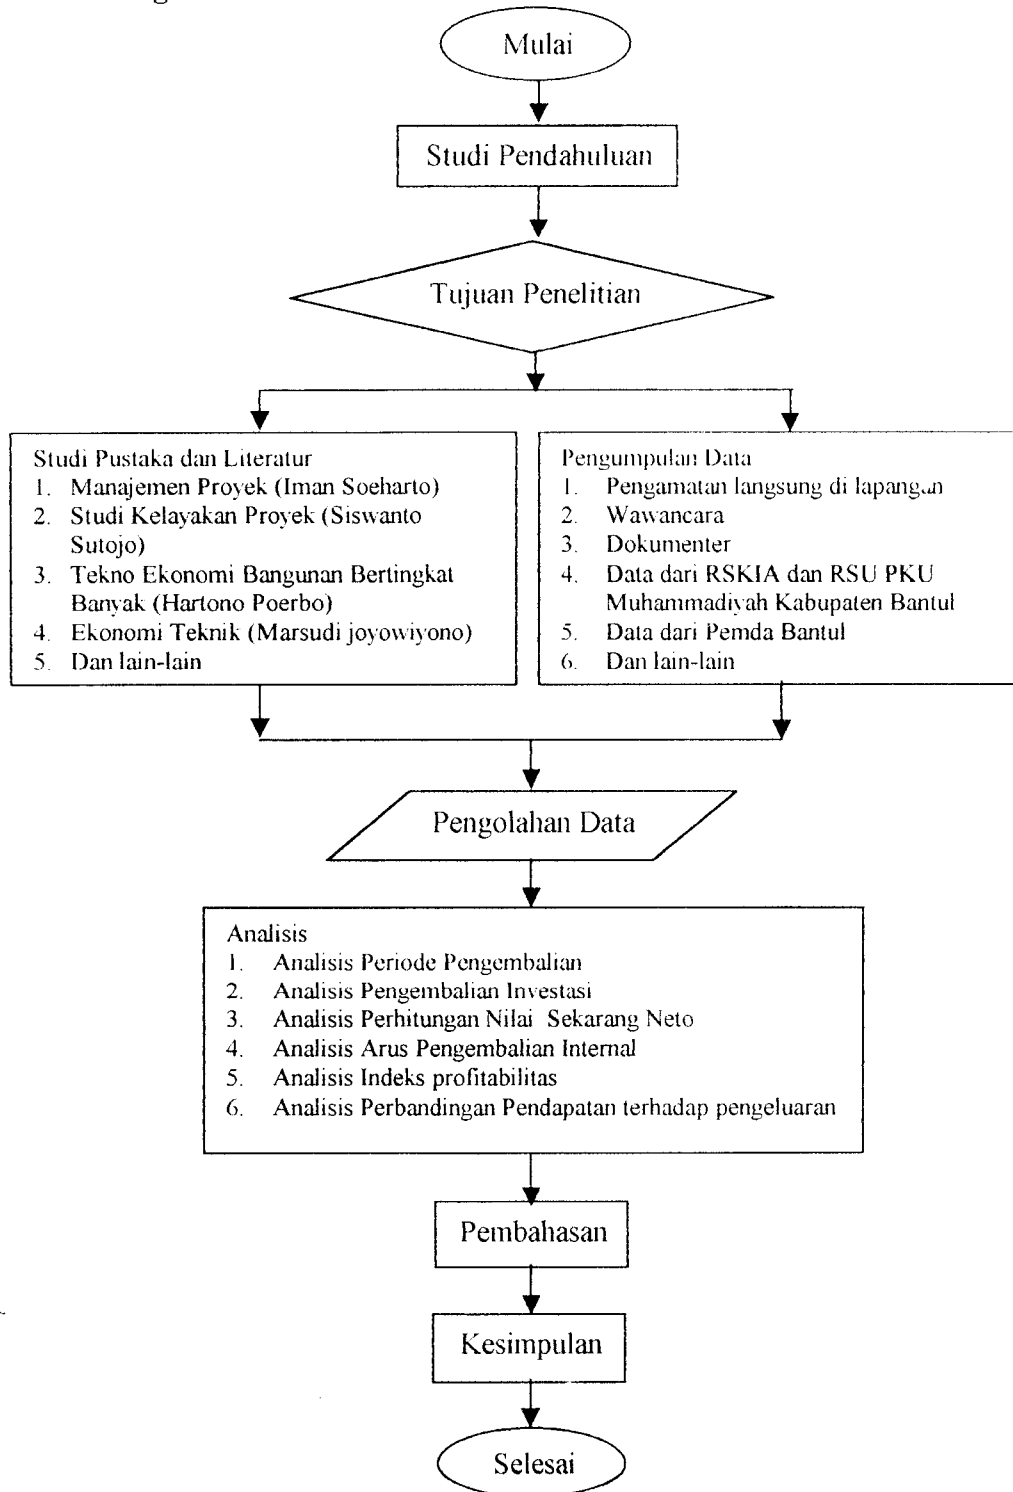 Mulai
Studi Pendahuluan
Tujuan Penelitian
Studi Pustaka dan Literatur
1. Manajemen Proyek (Iman Soeharto)
2. Studi Kelayakan Proyek (Siswanto
Sutojo)
3. Tekno Ekonomi Bangunan Bertingkat
Banyak (Hartono Poerbo)
4. Ekonomi Teknik (Marsudi joyowiyono)
5. Dan lain-lain
Pengumpulan Data
1. Pengamatan langsung di lapangan
2. Wawancara
3. Dokumenter
4. Data dari RSKIA dan RSU PKU
Muhammadiyah Kabupaten Bantul
5. Data dari Pemda Bantul
6. Dan lain-lain
Pengolahan Data
Analisis
1. Analisis Periode Pengembalian
2. Analisis Pengembalian Investasi
3. Analisis Perhitungan Nilai Sekarang Neto
4. Analisis Arus Pengembalian Internal
5. Analisis Indeks profitabilitas
6. Analisis Perbandingan Pendapatan terhadap pengeluaran
Pembahasan
Kesimpulan
Selesai